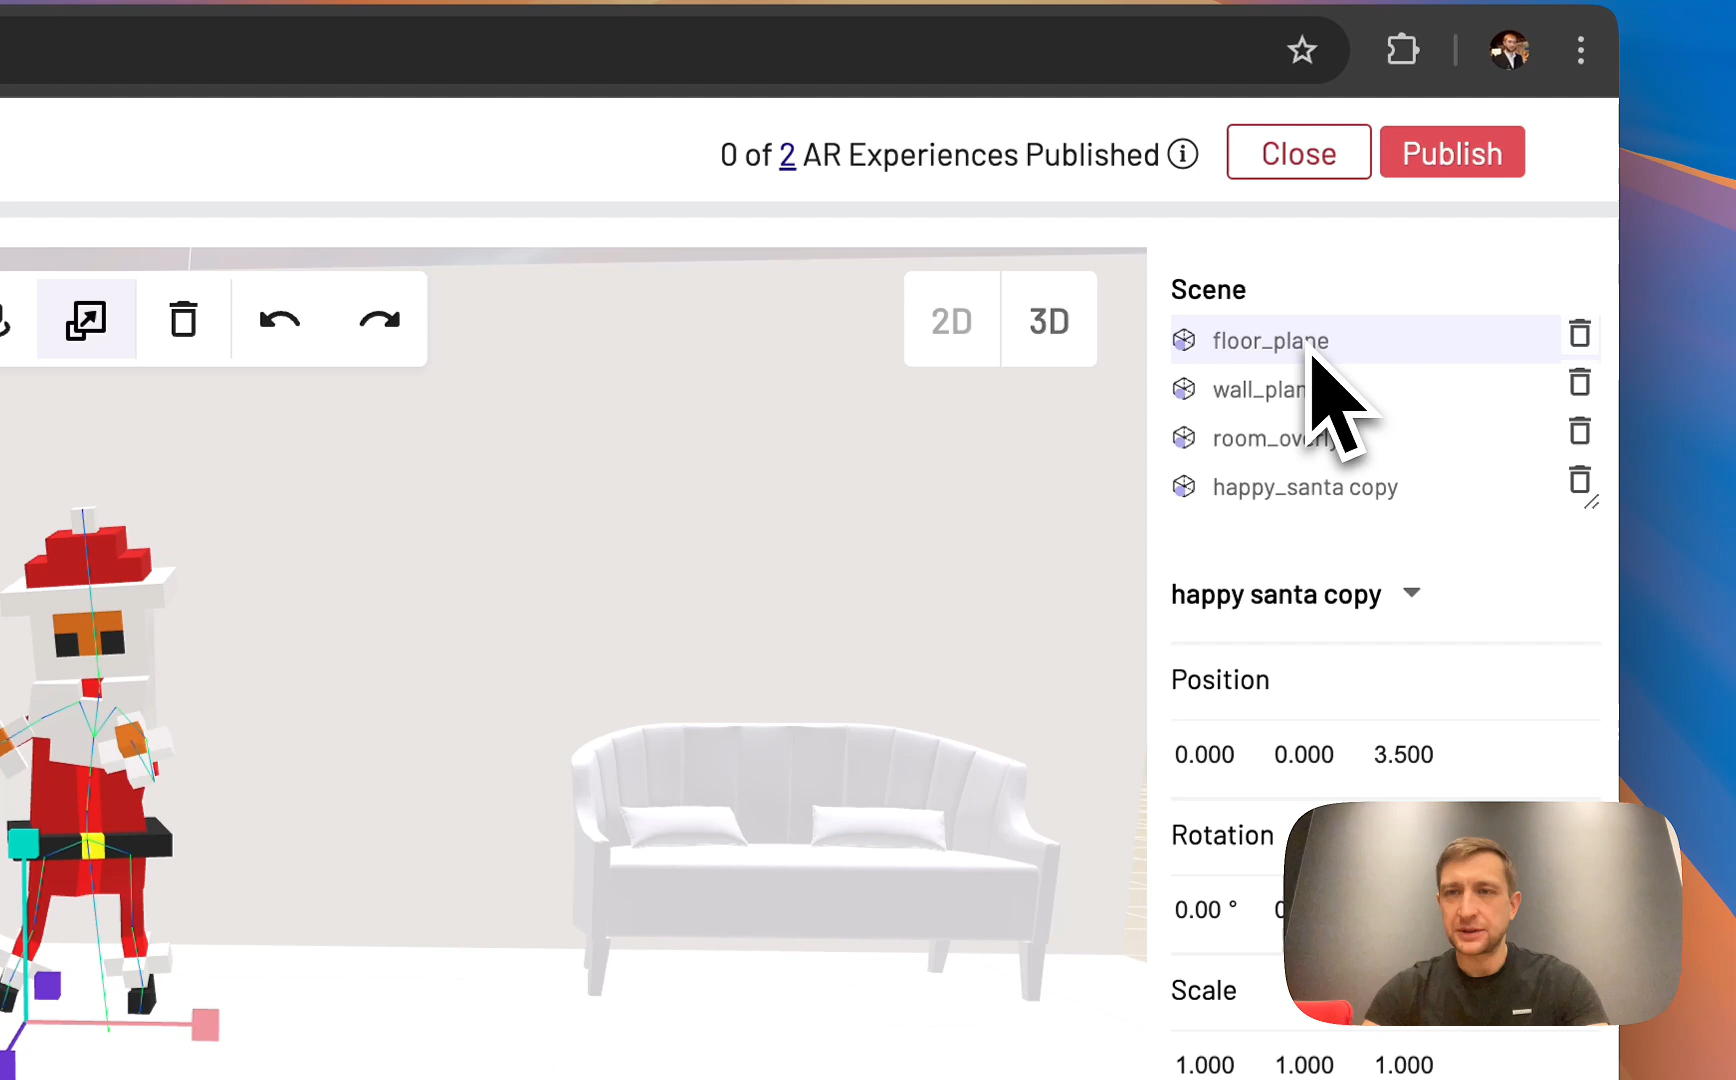 0 of 2 AR Experiences Published
Close
Publish
2D
3D
Scene
floor_plane
happy_santa copy
happy santa copy
Position
0.000 0.000 3.500
Rotation
0.00 °
Scale
1.000 1.000 1.000